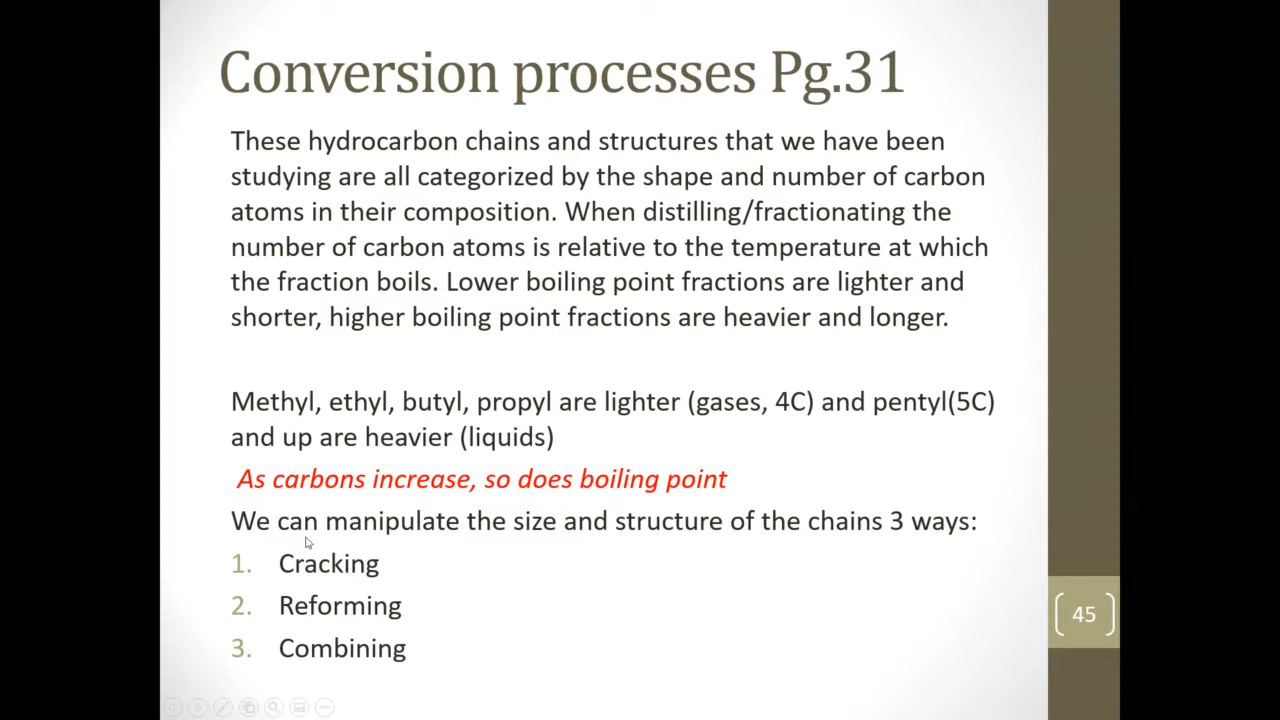 Conversion processes Pg.31
These hydrocarbon chains and structures that we have been
studying are all categorized by the shape and number of carbon
atoms in their composition. When distilling/fractionating the
number of carbon atoms is relative to the temperature at which
the fraction boils. Lower boiling point fractions are lighter and
shorter, higher boiling point fractions are heavier and longer.
Methyl, ethyl, butyl, propyl are lighter (gases, 4C) and pentyl(5C)
and up are heavier (liquids)
As carbons increase, so does boiling point
We can manipulate the size and structure of the chains 3 ways:
1. Cracking
2. Reforming
3. Combining
45